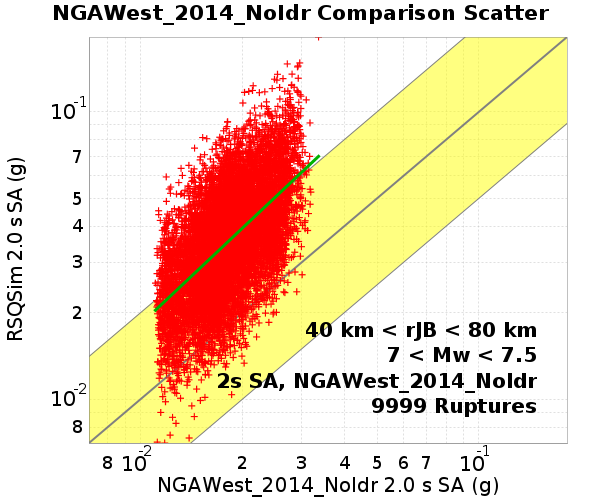 NGAWest_2014_NoIdr Comparison Scatter
RSQSim 2.0 s SA (g)
10-1
7
5
4
3
2
10-2
8
40 km < rJB < 80 km
7 < Mw < 7.5
2s SA, NGAWest_2014_NoIdr
9999 Ruptures
8 10-2 2 3 4 5 6 7 10-1
NGAWest_2014_NoIdr 2.0 s SA (g)